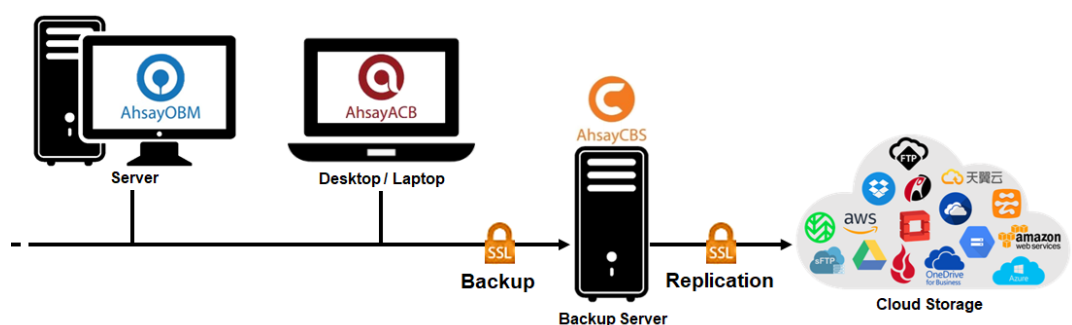 AhsayOBM
AhsayACB
AhsayCBS
Server
Desktop / Laptop
SSL
Backup
Backup Server
SSL
Replication
FTP
天翼云
aws
amazon
web services
sFTP
OneDrive
for Business
Azure
Cloud Storage